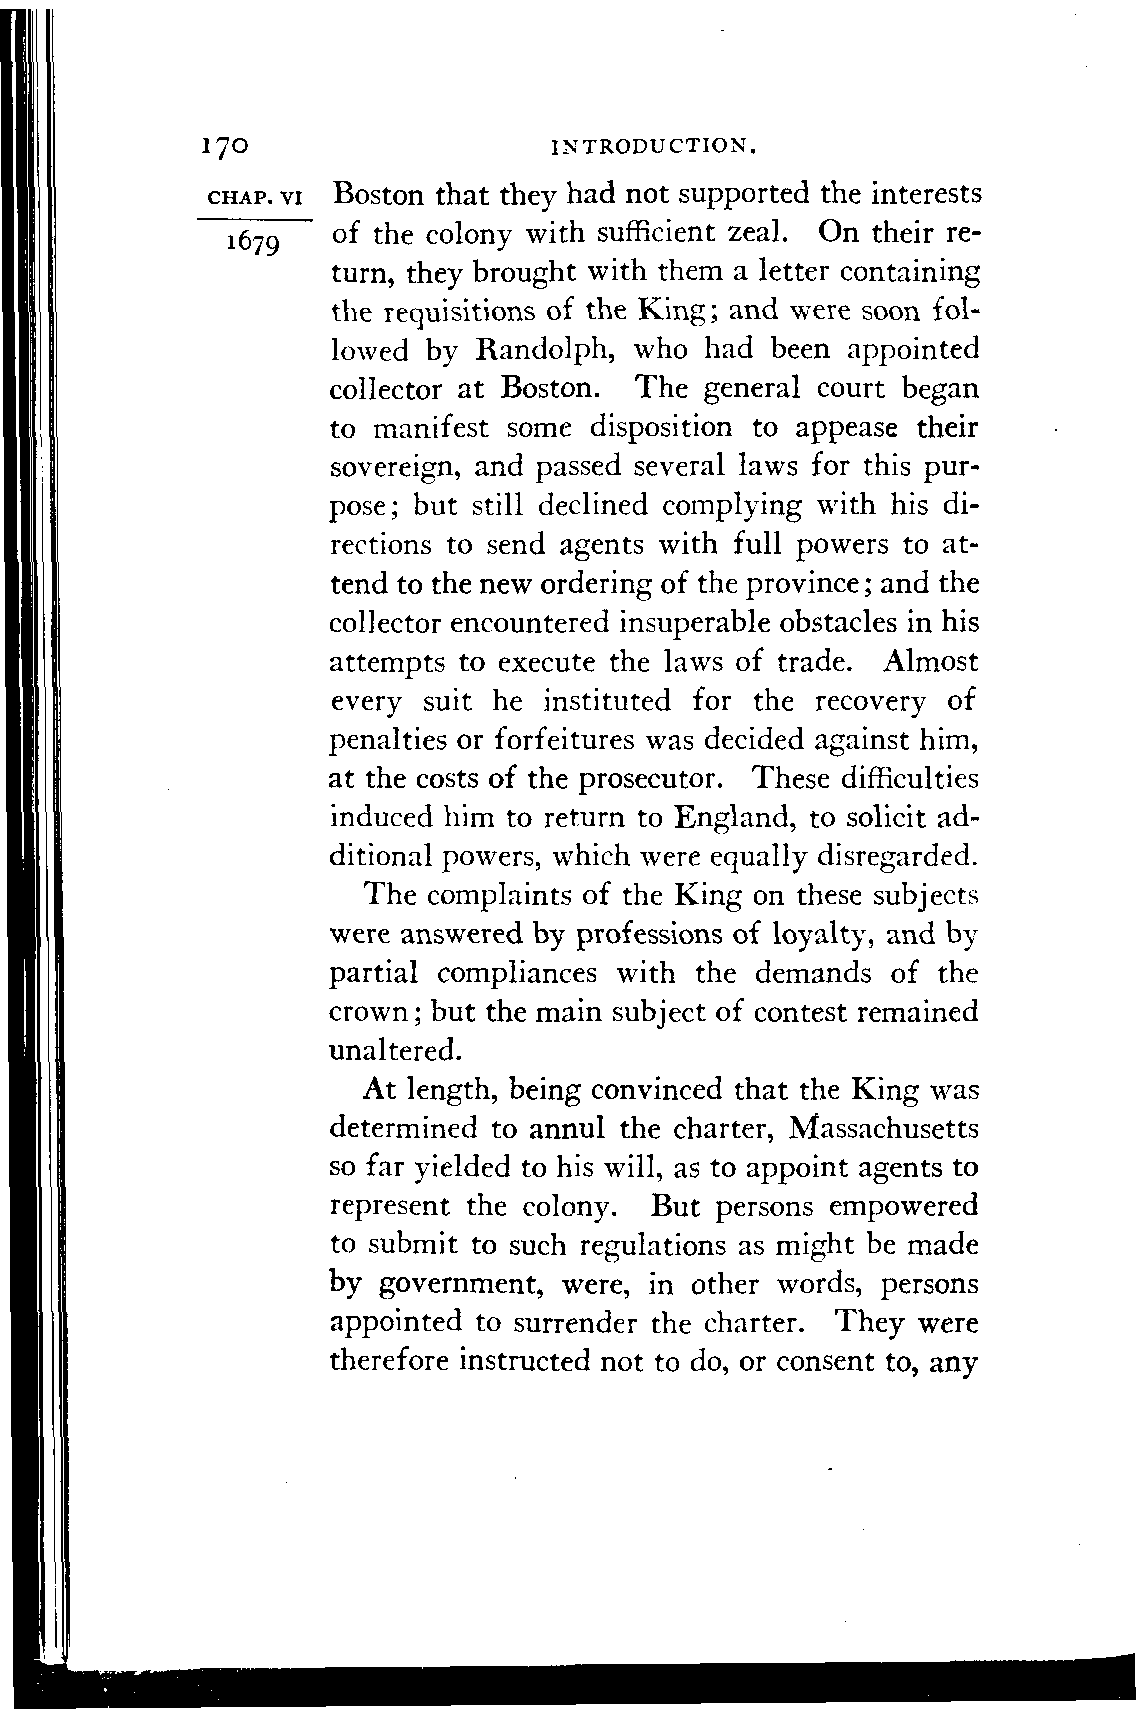 170 INTRODUCTION.
CHAP. VI Boston that they had not supported the interests
1679 of the colony with sufficient zeal. On their re-
turn, they brought with them a letter containing
the requisitions of the King; and were soon fol-
lowed by Randolph, who had been appointed
collector at Boston. The general court began
to manifest some disposition to appease their
sovereign, and passed several laws for this pur-
pose; but still declined complying with his di-
rections to send agents with full powers to at-
tend to the new ordering of the province; and the
collector encountered insuperable obstacles in his
attempts to execute the laws of trade. Almost
every suit he instituted for the recovery of
penalties or forfeitures was decided against him,
at the costs of the prosecutor. These difficulties
induced him to return to England, to solicit ad-
ditional powers, which were equally disregarded.
The complaints of the King on these subjects
were answered by professions of loyalty, and by
partial compliances with the demands of the
crown; but the main subject of contest remained
unaltered.
At length, being convinced that the King was
determined to annul the charter, Massachusetts
so far yielded to his will, as to appoint agents to
represent the colony. But persons empowered
to submit to such regulations as might be made
by government, were, in other words, persons
appointed to surrender the charter. They were
therefore instructed not to do, or consent to, any